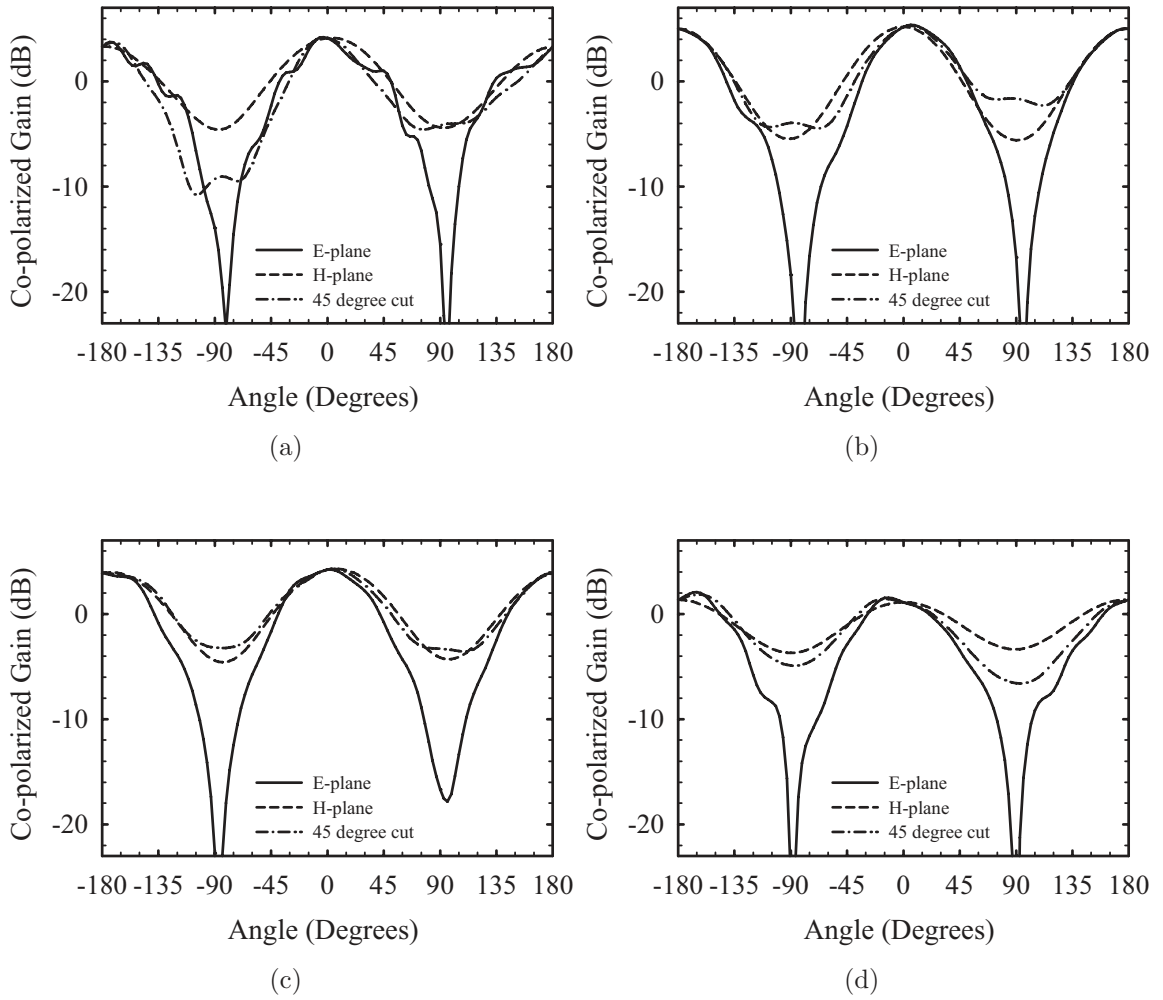 Co-polarized Gain (dB)
0
-10
-20
E-plane
H-plane
45 degree cut
-180 -135 -90 -45 0 45 90 135 180
Angle (Degrees)
(a)
Co-polarized Gain (dB)
0
-10
-20
E-plane
H-plane
45 degree cut
-180 -135 -90 -45 0 45 90 135 180
Angle (Degrees)
(b)
Co-polarized Gain (dB)
0
-10
-20
E-plane
H-plane
45 degree cut
-180 -135 -90 -45 0 45 90 135 180
Angle (Degrees)
(c)
Co-polarized Gain (dB)
0
-10
-20
E-plane
H-plane
45 degree cut
-180 -135 -90 -45 0 45 90 135 180
Angle (Degrees)
(d)